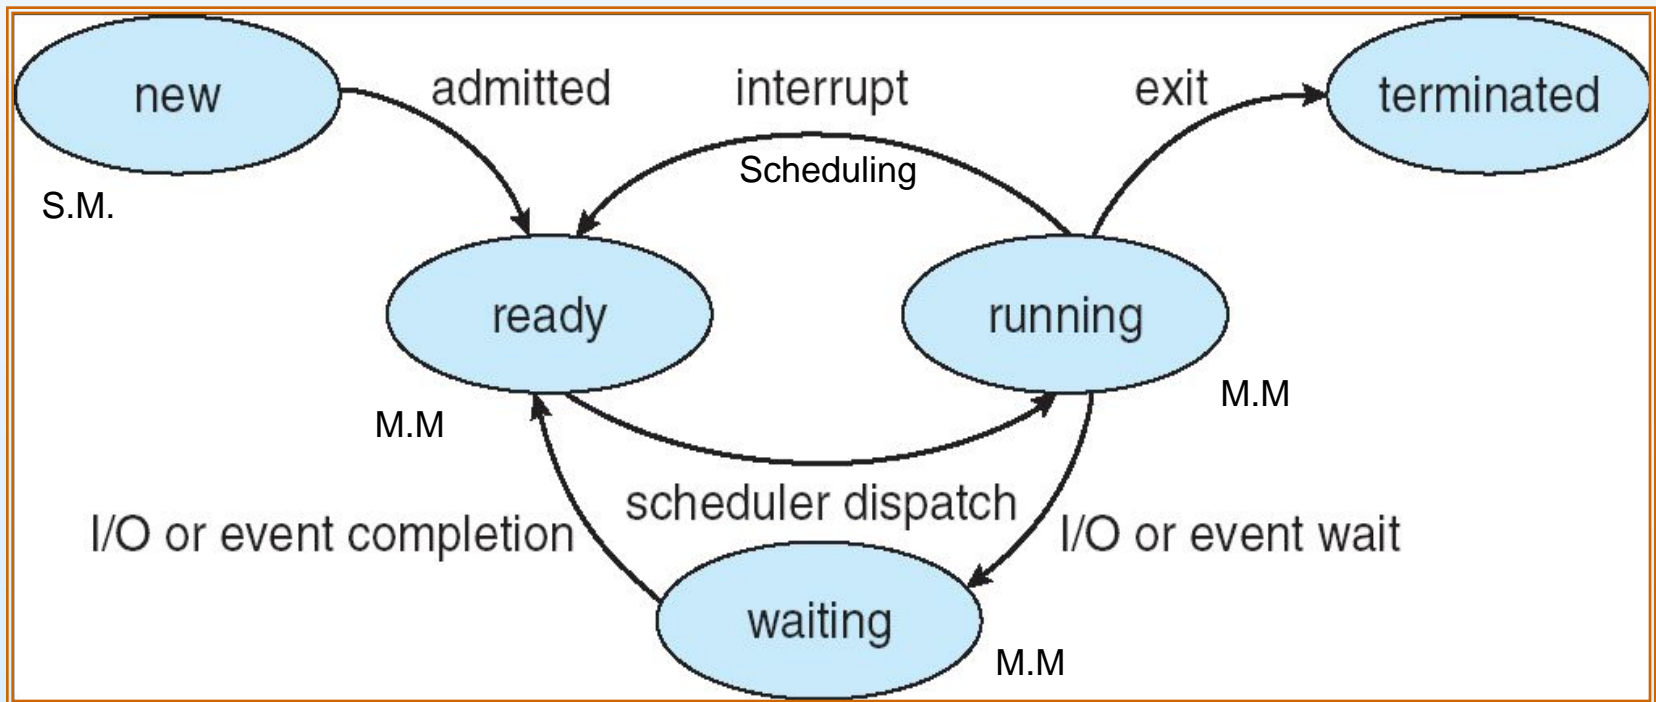 new
admitted
interrupt
exit
terminated
Scheduling
S.M.
ready
running
M.M
M.M
scheduler dispatch
I/O or event completion
I/O or event wait
waiting
M.M